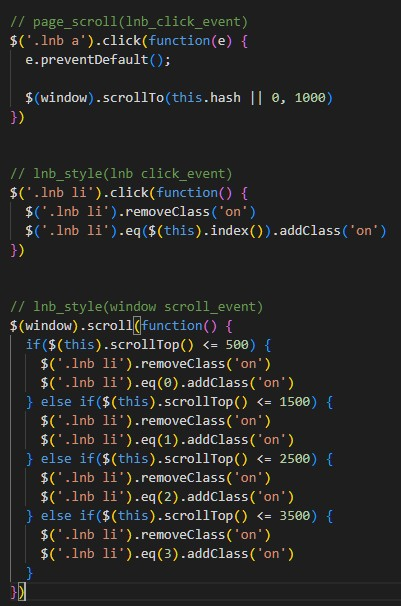 // page_scroll(lnb_click_event)
$('.lnb a').click(function(e) {
  e.preventDefault();

  $(window).scrollTo(this.hash || 0, 1000)
})


// lnb_style(lnb click_event)
$('.lnb li').click(function() {
  $('.lnb li').removeClass('on')
  $('.lnb li').eq($(this).index()).addClass('on')
})


// lnb_style(window scroll_event)
$(window).scroll(function() {
  if($(this).scrollTop() <= 500) {
    $('.lnb li').removeClass('on')
    $('.lnb li').eq(0).addClass('on')
  } else if($(this).scrollTop() <= 1500) {
    $('.lnb li').removeClass('on')
    $('.lnb li').eq(1).addClass('on')
  } else if($(this).scrollTop() <= 2500) {
    $('.lnb li').removeClass('on')
    $('.lnb li').eq(2).addClass('on')
  } else if($(this).scrollTop() <= 3500) {
    $('.lnb li').removeClass('on')
    $('.lnb li').eq(3).addClass('on')
  }
})